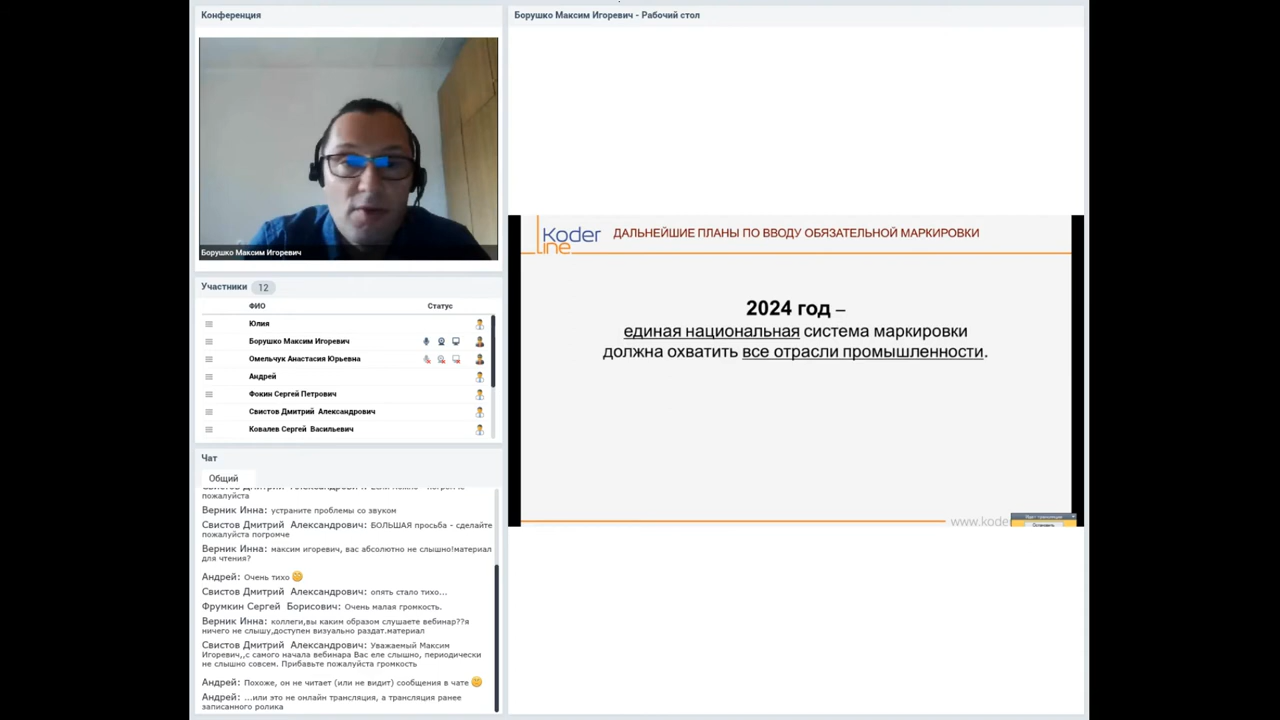 Конференция
Борушко Максим Игоревич
Участники 12
ФИО Статус
Юлия
Борушко Максим Игоревич
Омельчук Анастасия Юрьевна
Андрей
Фокин Сергей Петрович
Свистов Дмитрий Александрович
Ковалев Сергей Васильевич
Чат
Общий
Свистов Дмитрий Александрович:
пожалуйста
Верник Инна: устраните проблемы со звуком
Свистов Дмитрий Александрович: БОЛЬШАЯ просьба - сделайте
пожалуйста погромче
Верник Инна: максим игоревич, вас абсолютно не слышно!материал
для чтения?
Андрей: Очень тихо
Свистов Дмитрий Александрович: опять стало тихо...
Фрумкин Сергей Борисович: Очень малая громкость.
Верник Инна: коллеги,вы каким образом слушаете вебинар??я
ничего не слышу,доступен визуально раздат.материал
Свистов Дмитрий Александрович: Уважаемый Максим
Игоревич,,с самого начала вебинара Вас еле слышно, периодически
не слышно совсем. Прибавьте пожалуйста громкость
Андрей: Похоже, он не читает (или не видит) сообщения в чате
Андрей: ...или это не онлайн трансляция, а трансляция ранее
записанного ролика
Борушко Максим Игоревич - Рабочий стол
Koder
line
ДАЛЬНЕЙШИЕ ПЛАНЫ ПО ВВОДУ ОБЯЗАТЕЛЬНОЙ МАРКИРОВКИ
2024 год –
единая национальная система маркировки
должна охватить все отрасли промышленности.
www.koder